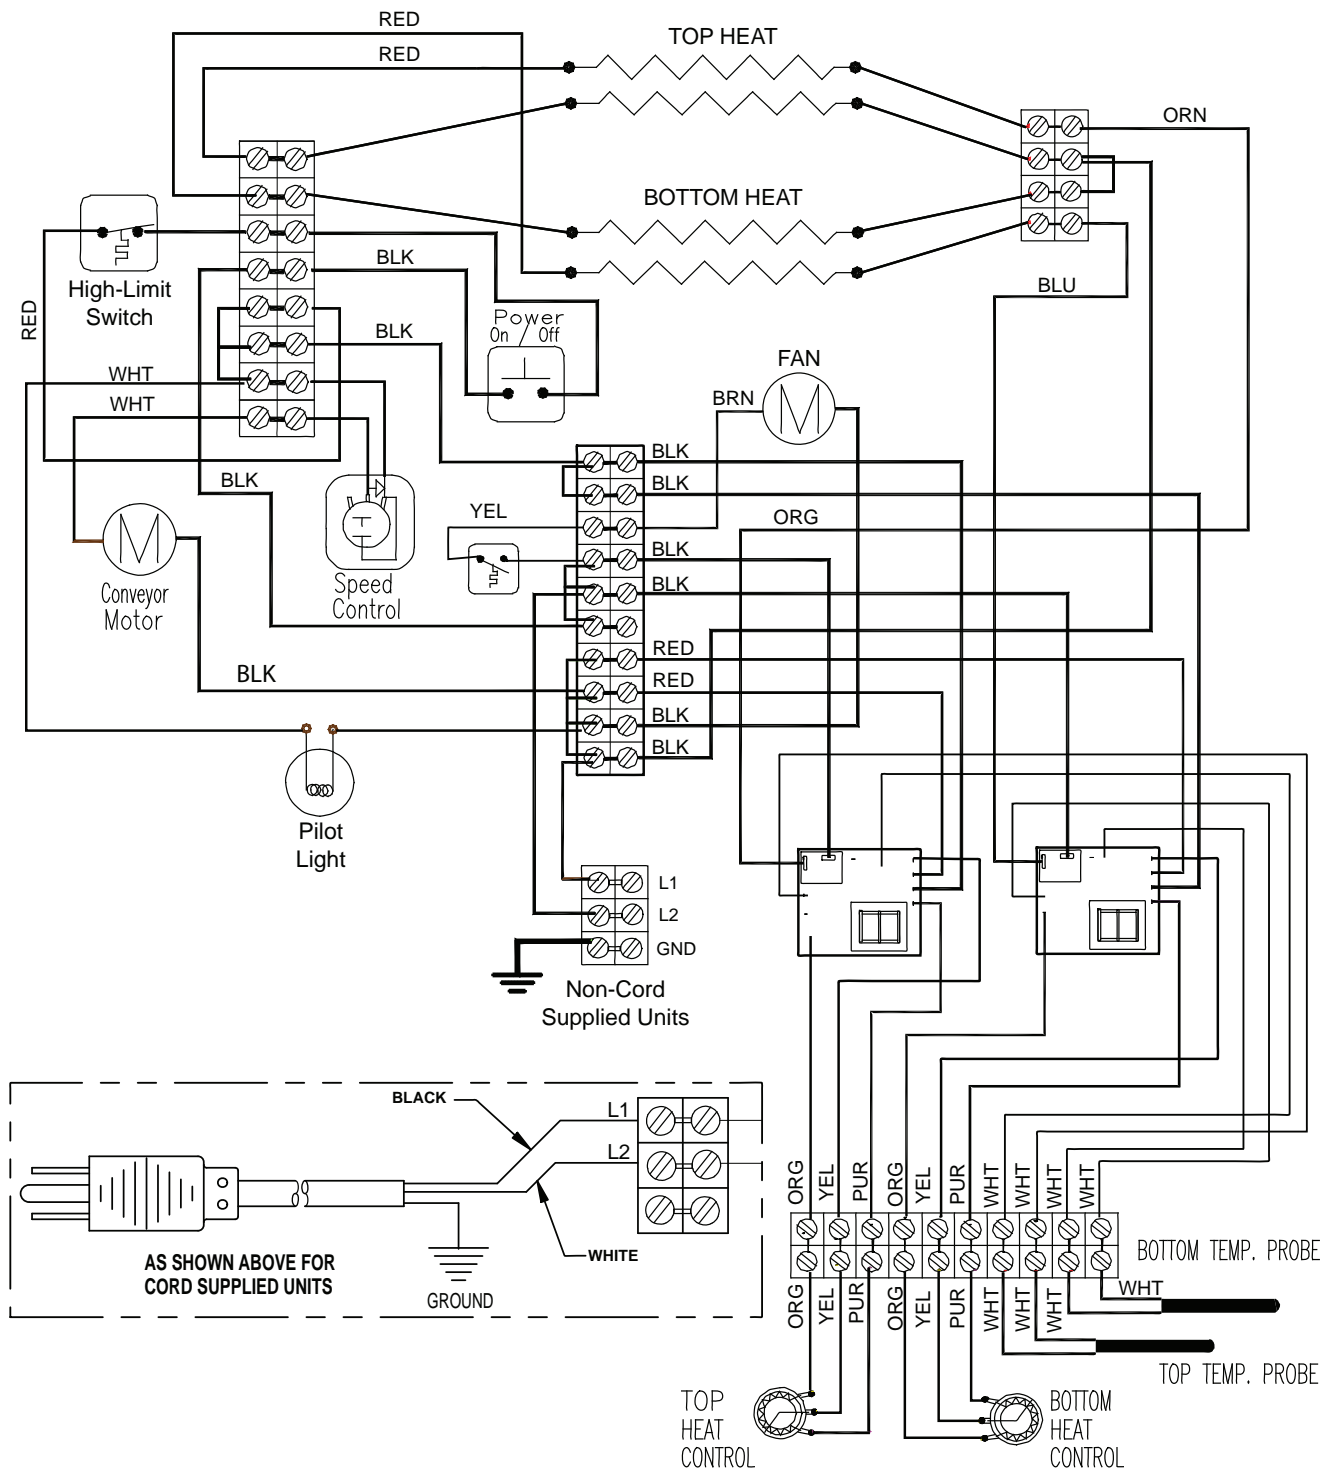 RED
TOP HEAT
RED
ORN
BOTTOM HEAT
BLK
High-Limit
Switch
BLU
RED
Power
On / Off
BLK
FAN
WHT
BRN
WHT
BLK
BLK
BLK
YEL
ORG
BLK
Speed
Control
BLK
Conveyor
Motor
RED
BLK
RED
BLK
BLK
Pilot
Light
L1
L2
GND
Non-Cord
Supplied Units
BLACK
L1
L2
WHITE
AS SHOWN ABOVE FOR
CORD SUPPLIED UNITS
GROUND
ORG
YEL
PUR
ORG
YEL
PUR
WHT
WHT
WHT
WHT
BOTTOM TEMP. PROBE
WHT
ORG
YEL
PUR
ORG
YEL
PUR
WHT
WHT
WHT
TOP TEMP. PROBE
TOP
HEAT
CONTROL
BOTTOM
HEAT
CONTROL